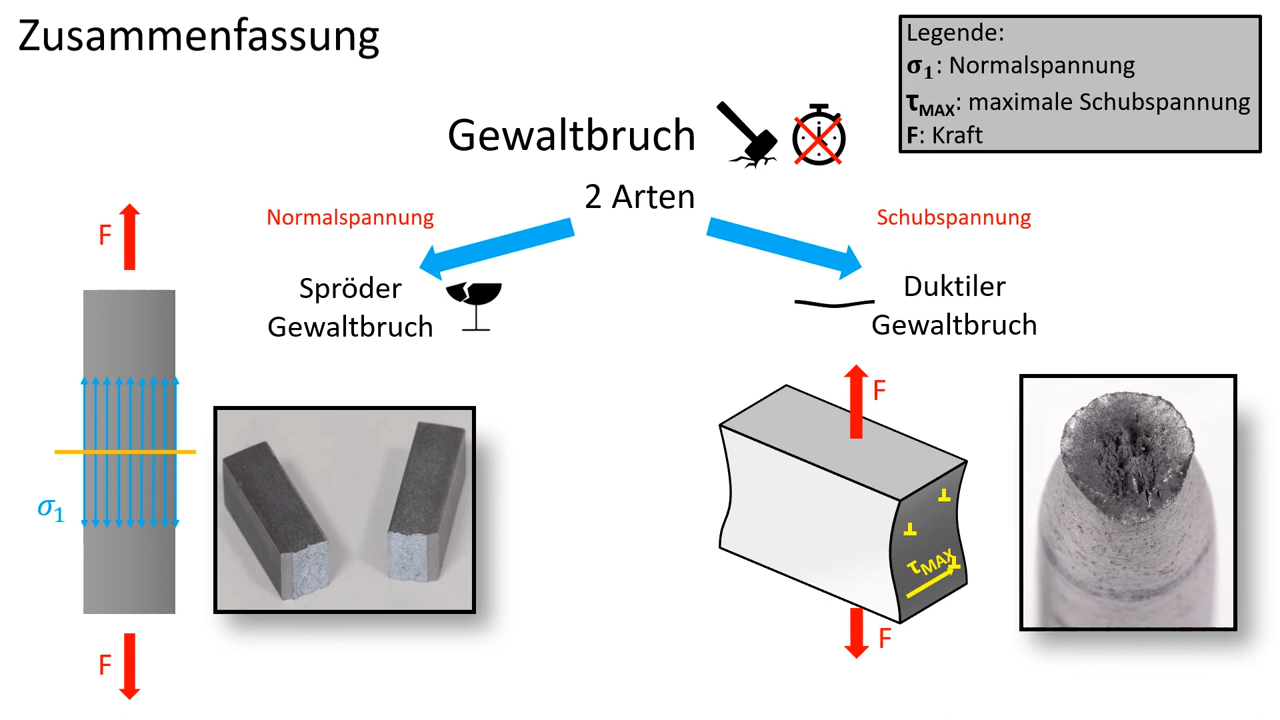 Zusammenfassung
Legende:
σ₁: Normalspannung
τMAX: maximale Schubspannung
F: Kraft
Gewaltbruch
2 Arten
Normalspannung
Schubspannung
Spröder
Gewaltbruch
Duktiler
Gewaltbruch
F
σ₁
F
F
τMAX
F